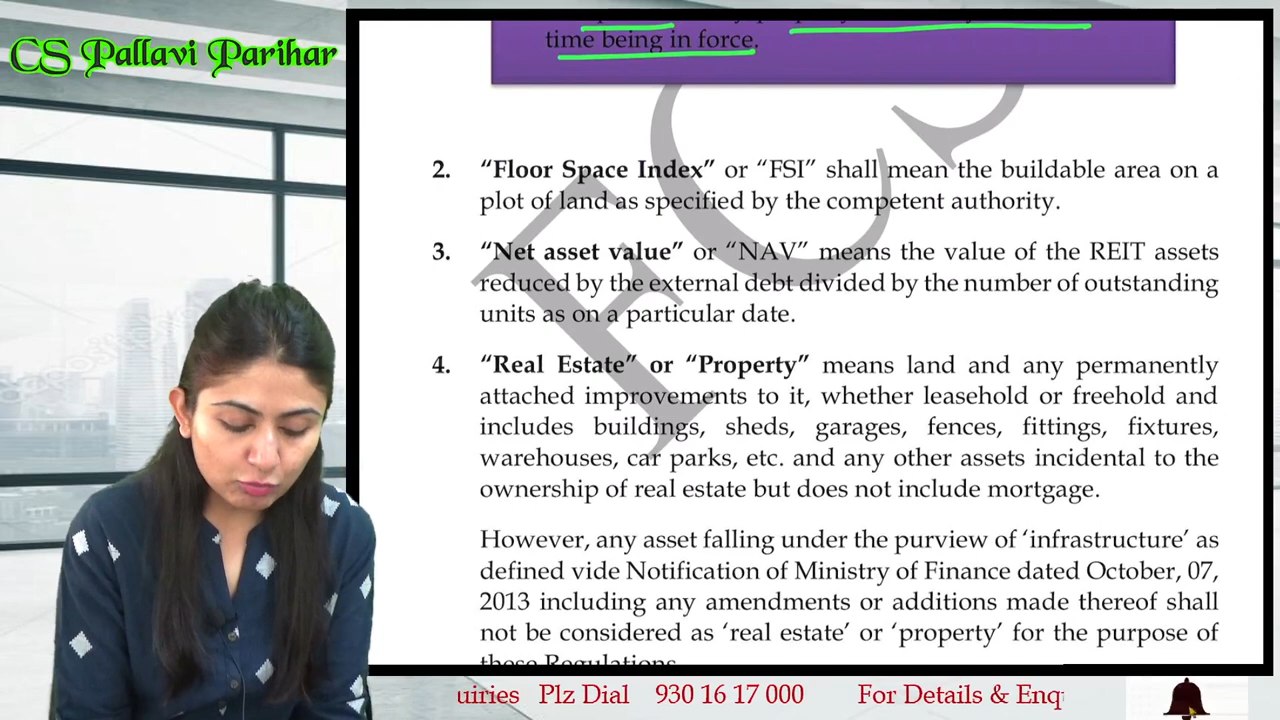 CS Pallavi Parihar
time being in force.
2. “Floor Space Index” or “FSI” shall mean the buildable area on a
plot of land as specified by the competent authority.
3. “Net asset value” or “NAV” means the value of the REIT assets
reduced by the external debt divided by the number of outstanding
units as on a particular date.
4. “Real Estate” or “Property” means land and any permanently
attached improvements to it, whether leasehold or freehold and
includes buildings, sheds, garages, fences, fittings, fixtures,
warehouses, car parks, etc. and any other assets incidental to the
ownership of real estate but does not include mortgage.
However, any asset falling under the purview of ‘infrastructure’ as
defined vide Notification of Ministry of Finance dated October, 07,
2013 including any amendments or additions made thereof shall
not be considered as ‘real estate’ or ‘property’ for the purpose of
these Regulations.
uiries Plz Dial 930 16 17 000 For Details & Enq